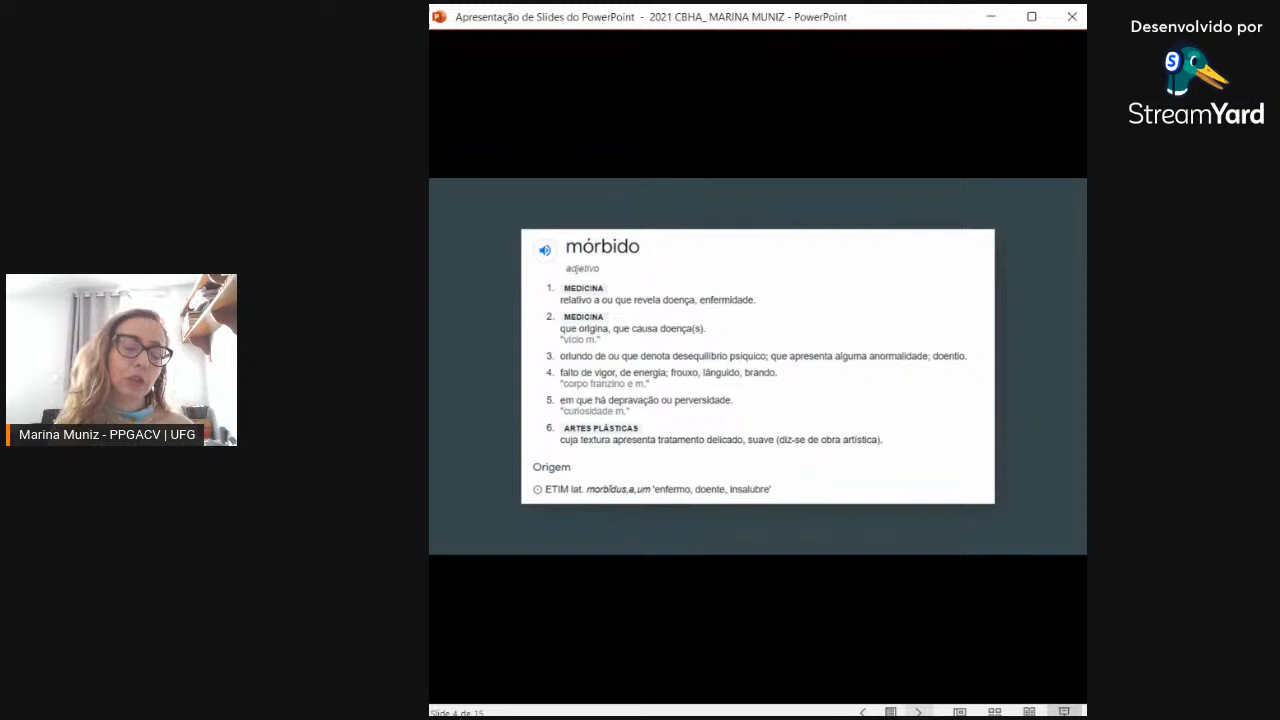 Apresentação de Slides do PowerPoint - 2021 CBHA_ MARINA MUNIZ - PowerPoint
Desenvolvido por
S
StreamYard
mórbido
adjetivo
1. MEDICINA
relativo a ou que revela doença, enfermidade.
2. MEDICINA
que origina, que causa doença(s).
"vício m."
3. oriundo de ou que denota desequilíbrio psíquico; que apresenta alguma anormalidade; doentio.
4. falto de vigor, de energia; frouxo, lânguido, brando.
"corpo franzino e m."
5. em que há depravação ou perversidade.
"curiosidade m."
6. ARTES PLÁSTICAS
cuja textura apresenta tratamento delicado, suave (diz-se de obra artística).
Origem
ETIM lat. morbĭdus,a,um 'enfermo, doente, insalubre'
Marina Muniz - PPGACV | UFG
Slide 4 de 15